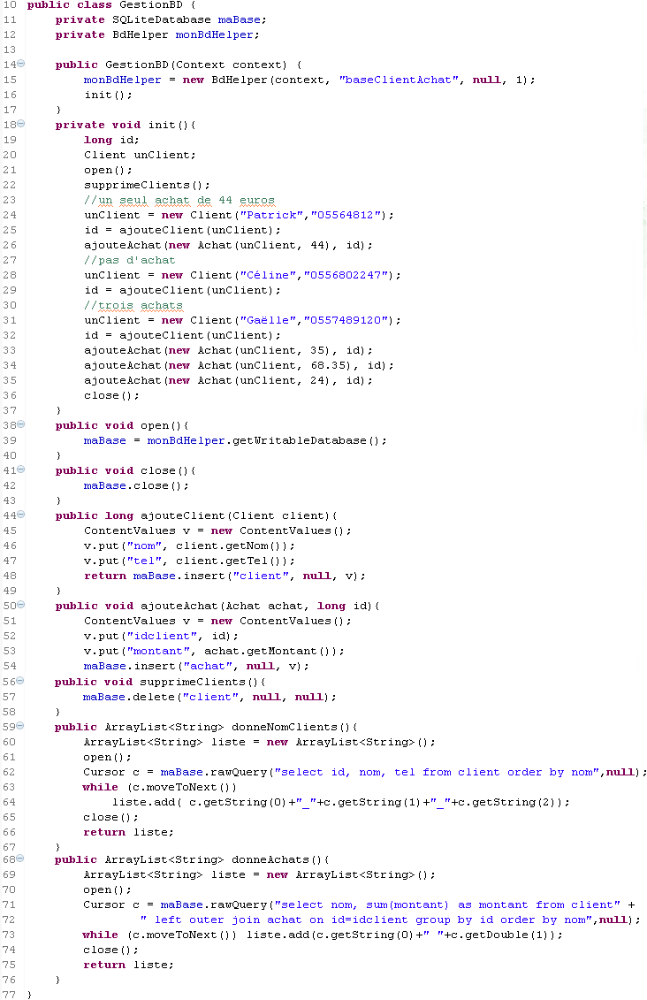 10 public class GestionBD {
11     private SQLiteDatabase maBase;
12     private BdHelper monBdHelper;
13
14     public GestionBD(Context context) {
15         monBdHelper = new BdHelper(context, "baseClientAchat", null, 1);
16         init();
17     }
18     private void init(){
19         long id;
20         Client unClient;
21         open();
22         supprimeClients();
23         //un seul achat de 44 euros
24         unClient = new Client("Patrick","05564812");
25         id = ajouteClient(unClient);
26         ajouteAchat(new Achat(unClient, 44), id);
27         //pas d'achat
28         unClient = new Client("Céline","0556802247");
29         id = ajouteClient(unClient);
30         //trois achats
31         unClient = new Client("Gaëlle","0557489120");
32         id = ajouteClient(unClient);
33         ajouteAchat(new Achat(unClient, 35), id);
34         ajouteAchat(new Achat(unClient, 68.35), id);
35         ajouteAchat(new Achat(unClient, 24), id);
36         close();
37     }
38     public void open(){
39         maBase = monBdHelper.getWritableDatabase();
40     }
41     public void close(){
42         maBase.close();
43     }
44     public long ajouteClient(Client client){
45         ContentValues v = new ContentValues();
46         v.put("nom", client.getNom());
47         v.put("tel", client.getTel());
48         return maBase.insert("client", null, v);
49     }
50     public void ajouteAchat(Achat achat, long id){
51         ContentValues v = new ContentValues();
52         v.put("idclient", id);
53         v.put("montant", achat.getMontant());
54         maBase.insert("achat", null, v);
56     public void supprimeClients(){
57         maBase.delete("client", null, null);
58     }
59     public ArrayList<String> donneNomClients(){
60         ArrayList<String> liste = new ArrayList<String>();
61         open();
62         Cursor c = maBase.rawQuery("select id, nom, tel from client order by nom",null);
63         while (c.moveToNext())
64             liste.add( c.getString(0)+"_"+c.getString(1)+"_"+c.getString(2));
65         close();
66         return liste;
67     }
68     public ArrayList<String> donneAchats(){
69         ArrayList<String> liste = new ArrayList<String>();
70         open();
71         Cursor c = maBase.rawQuery("select nom, sum(montant) as montant from client" +
72                 " left outer join achat on id=idclient group by id order by nom",null);
73         while (c.moveToNext()) liste.add(c.getString(0)+" "+c.getDouble(1));
74         close();
75         return liste;
76     }
77 }